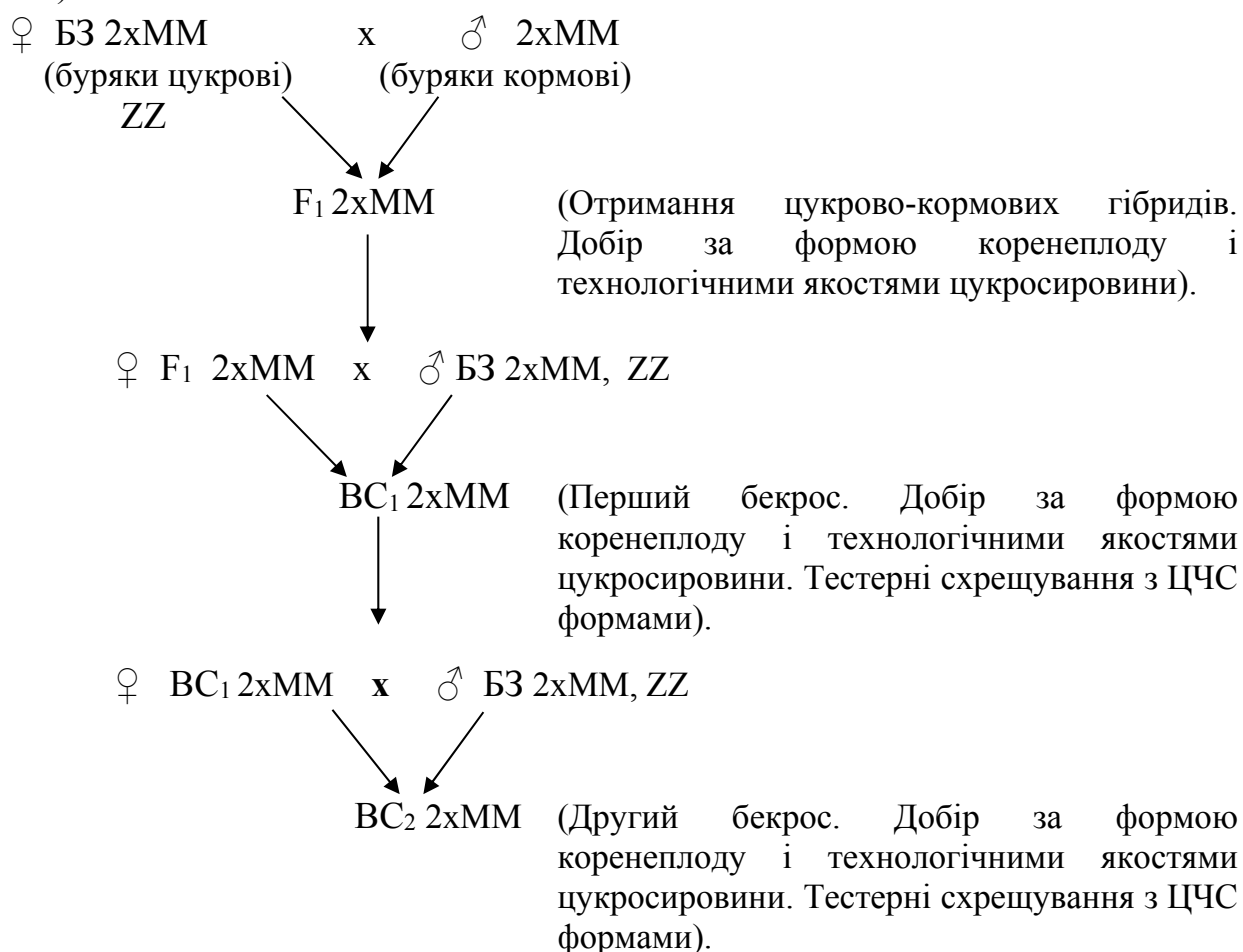 ♀ БЗ 2хММ х ♂ 2хММ
(буряки цукрові) (буряки кормові)
ZZ
F₁ 2хММ (Отримання цукрово-кормових гібридів.
Добір за формою коренеплоду і
технологічними якостями цукросировини).
♀ F₁ 2хММ х ♂ БЗ 2хММ, ZZ
ВС₁ 2хММ (Перший бекрос. Добір за формою
коренеплоду і технологічними якостями
цукросировини. Тестерні схрещування з ЦЧС
формами).
♀ ВС₁ 2хММ х ♂ БЗ 2хММ, ZZ
ВС₂ 2хММ (Другий бекрос. Добір за формою
коренеплоду і технологічними якостями
цукросировини. Тестерні схрещування з ЦЧС
формами).